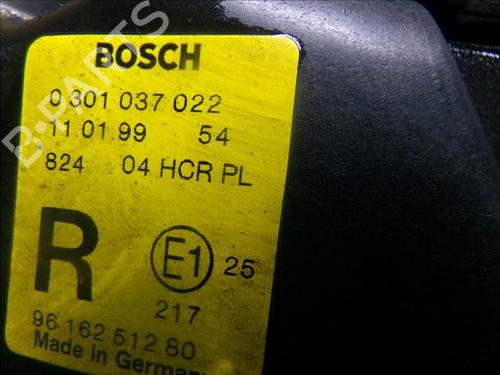 BOSCH
0 301 037 022
11.01.99 54
824 04 HCR PL
R E1 25
217
96 162 512 80
Made in Germany
B-PARTS